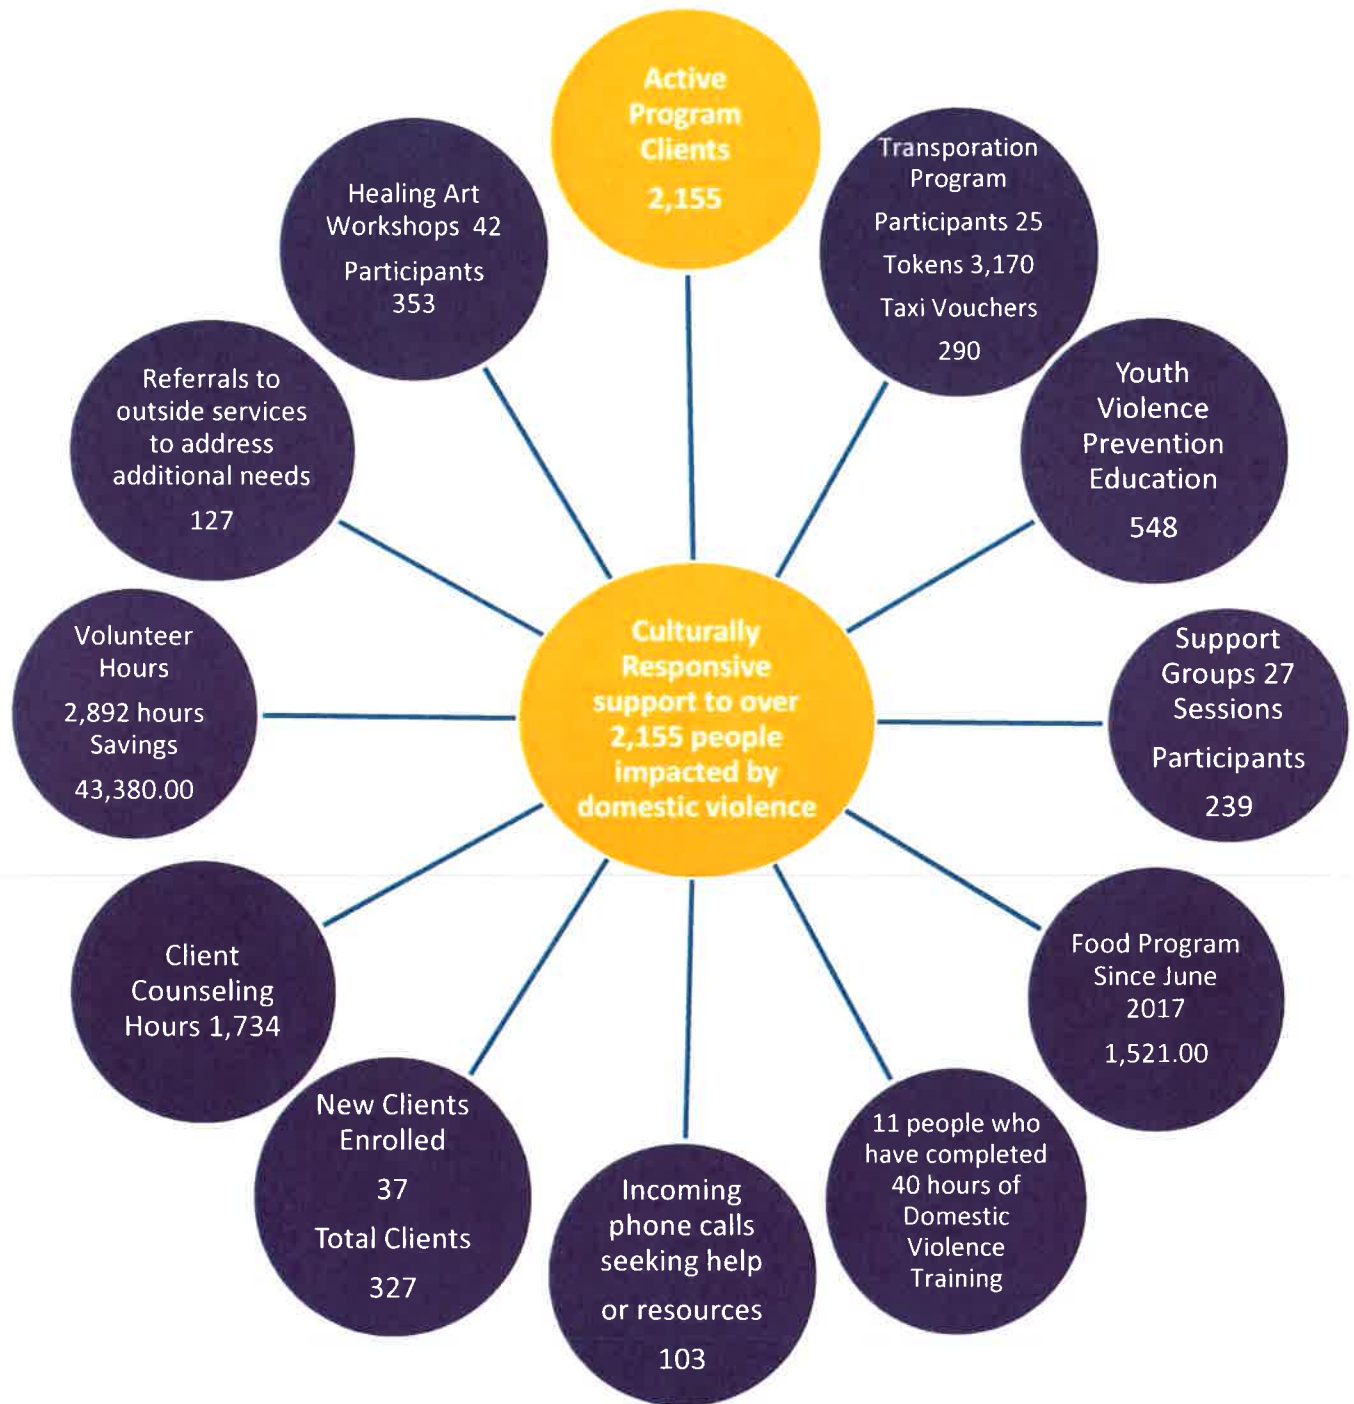 Active
Program
Clients
2,155
Transporation
Program
Participants 25
Tokens 3,170
Taxi Vouchers
290
Youth
Violence
Prevention
Education
548
Support
Groups 27
Sessions
Participants
239
Food Program
Since June
2017
1,521.00
11 people who
have completed
40 hours of
Domestic
Violence
Training
Incoming
phone calls
seeking help
or resources
103
New Clients
Enrolled
37
Total Clients
327
Client
Counseling
Hours 1,734
Volunteer
Hours
2,892 hours
Savings
43,380.00
Referrals to
outside services
to address
additional needs
127
Healing Art
Workshops 42
Participants
353
Culturally
Responsive
support to over
2,155 people
impacted by
domestic violence